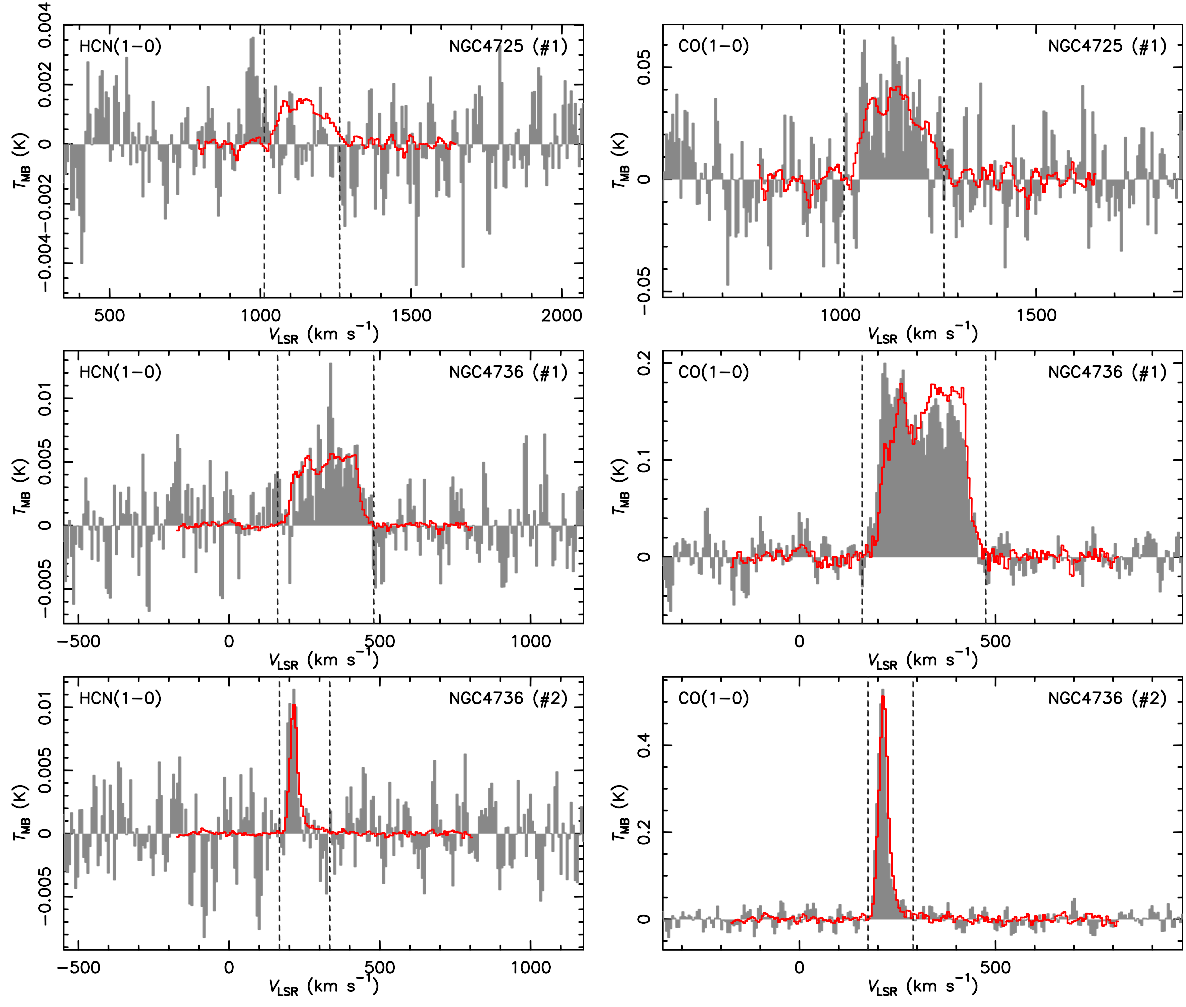 HCN(1−0) NGC4725 (#1)
T_MB (K)
0.004
0.002
0
−0.002
−0.004
500 1000 1500 2000
V_LSR (km s⁻¹)
CO(1−0) NGC4725 (#1)
T_MB (K)
0.05
0
−0.05
1000 1500
V_LSR (km s⁻¹)
HCN(1−0) NGC4736 (#1)
T_MB (K)
0.01
0.005
0
−0.005
−500 0 500 1000
V_LSR (km s⁻¹)
CO(1−0) NGC4736 (#1)
T_MB (K)
0.2
0.1
0
0 500
V_LSR (km s⁻¹)
HCN(1−0) NGC4736 (#2)
T_MB (K)
0.01
0.005
0
−0.005
−500 0 500 1000
V_LSR (km s⁻¹)
CO(1−0) NGC4736 (#2)
T_MB (K)
0.4
0.2
0
0 500
V_LSR (km s⁻¹)